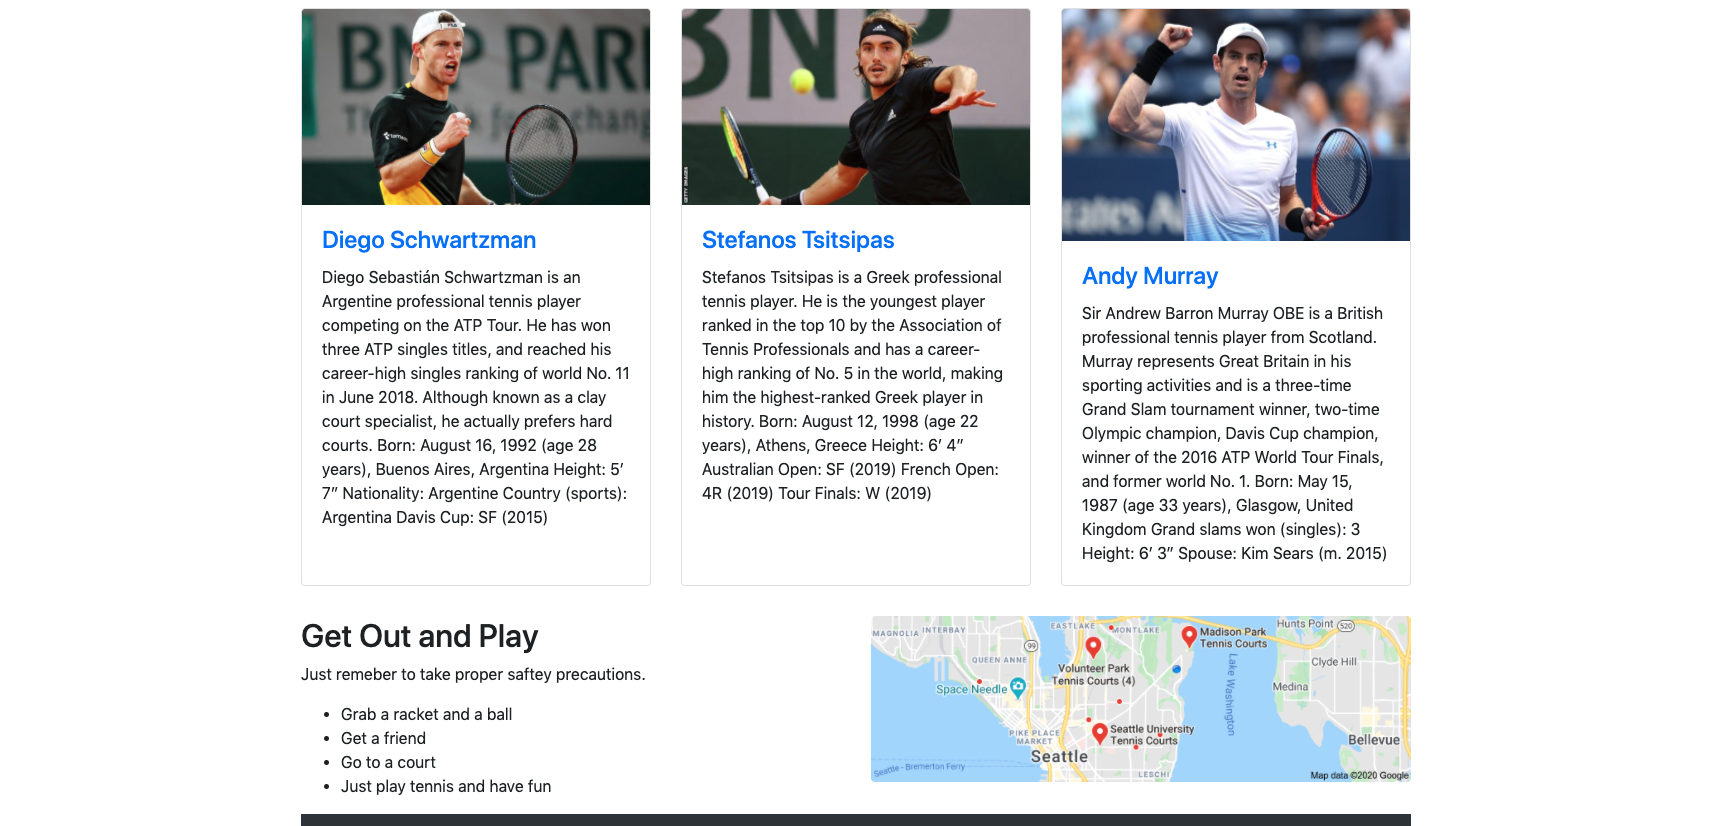 BNP PARI
BNP
GETTY IMAGES
Diego Schwartzman
Diego Sebastián Schwartzman is an
Argentine professional tennis player
competing on the ATP Tour. He has won
three ATP singles titles, and reached his
career-high singles ranking of world No. 11
in June 2018. Although known as a clay
court specialist, he actually prefers hard
courts. Born: August 16, 1992 (age 28
years), Buenos Aires, Argentina Height: 5′
7″ Nationality: Argentine Country (sports):
Argentina Davis Cup: SF (2015)
Stefanos Tsitsipas
Stefanos Tsitsipas is a Greek professional
tennis player. He is the youngest player
ranked in the top 10 by the Association of
Tennis Professionals and has a career-
high ranking of No. 5 in the world, making
him the highest-ranked Greek player in
history. Born: August 12, 1998 (age 22
years), Athens, Greece Height: 6′ 4″
Australian Open: SF (2019) French Open:
4R (2019) Tour Finals: W (2019)
Andy Murray
Sir Andrew Barron Murray OBE is a British
professional tennis player from Scotland.
Murray represents Great Britain in his
sporting activities and is a three-time
Grand Slam tournament winner, two-time
Olympic champion, Davis Cup champion,
winner of the 2016 ATP World Tour Finals,
and former world No. 1. Born: May 15,
1987 (age 33 years), Glasgow, United
Kingdom Grand slams won (singles): 3
Height: 6′ 3″ Spouse: Kim Sears (m. 2015)
Get Out and Play
Just remeber to take proper saftey precautions.
Grab a racket and a ball
Get a friend
Go to a court
Just play tennis and have fun
MAGNOLIA
INTERBAY
EASTLAKE
MONTLAKE
Hunts Point
520
99
Madison Park
Tennis Courts
QUEEN ANNE
Volunteer Park
Tennis Courts (4)
Clyde Hill
Space Needle
Lake Washington
Medina
PIKE PLACE
MARKET
Seattle University
Tennis Courts
Seattle
Bellevue
Seattle - Bremerton Ferry
LESCHI
Map data ©2020 Google